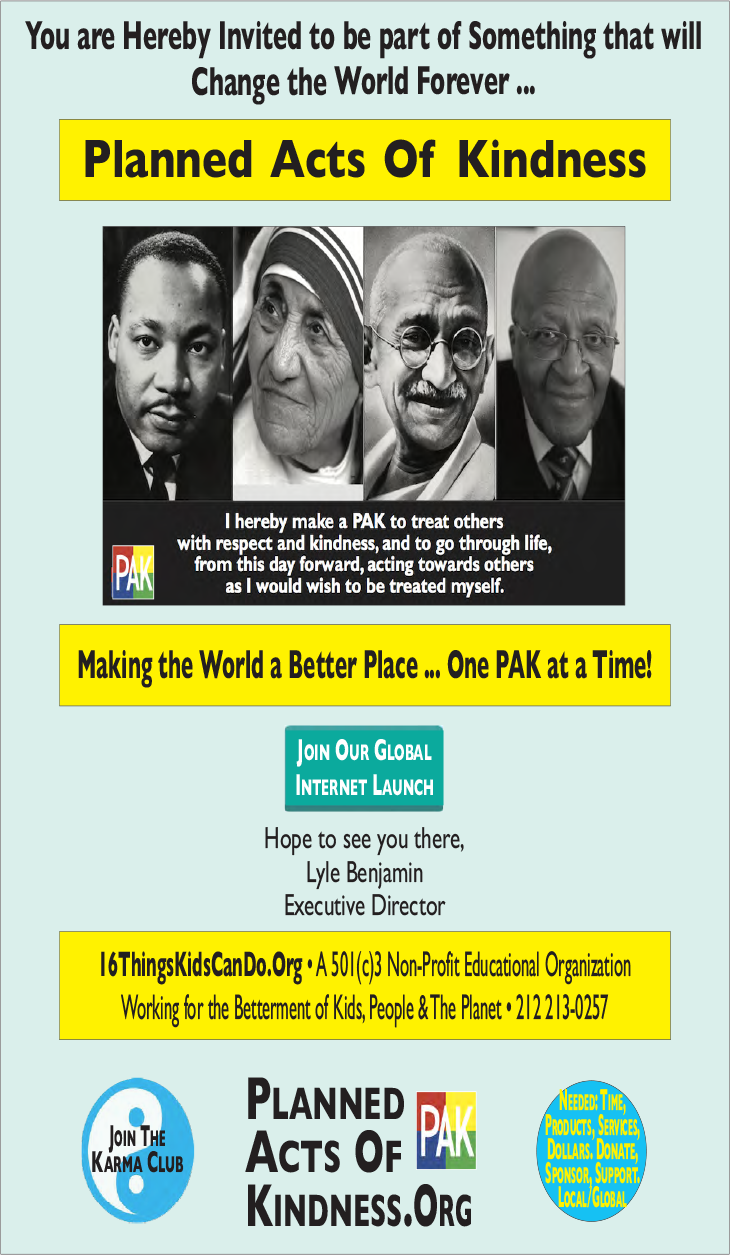 You are Hereby Invited to be part of Something that will
Change the World Forever ...
Planned Acts Of Kindness
I hereby make a PAK to treat others
with respect and kindness, and to go through life,
from this day forward, acting towards others
as I would wish to be treated myself.
PAK
Making the World a Better Place ... One PAK at a Time!
JOIN OUR GLOBAL
INTERNET LAUNCH
Hope to see you there,
Lyle Benjamin
Executive Director
16ThingsKidsCanDo.Org • A 501(c)3 Non-Profit Educational Organization
Working for the Betterment of Kids, People & The Planet • 212 213-0257
JOIN THE
KARMA CLUB
PLANNED
ACTS OF
KINDNESS.ORG
PAK
NEEDED: TIME,
PRODUCTS, SERVICES,
DOLLARS. DONATE,
SPONSOR, SUPPORT.
LOCAL/GLOBAL